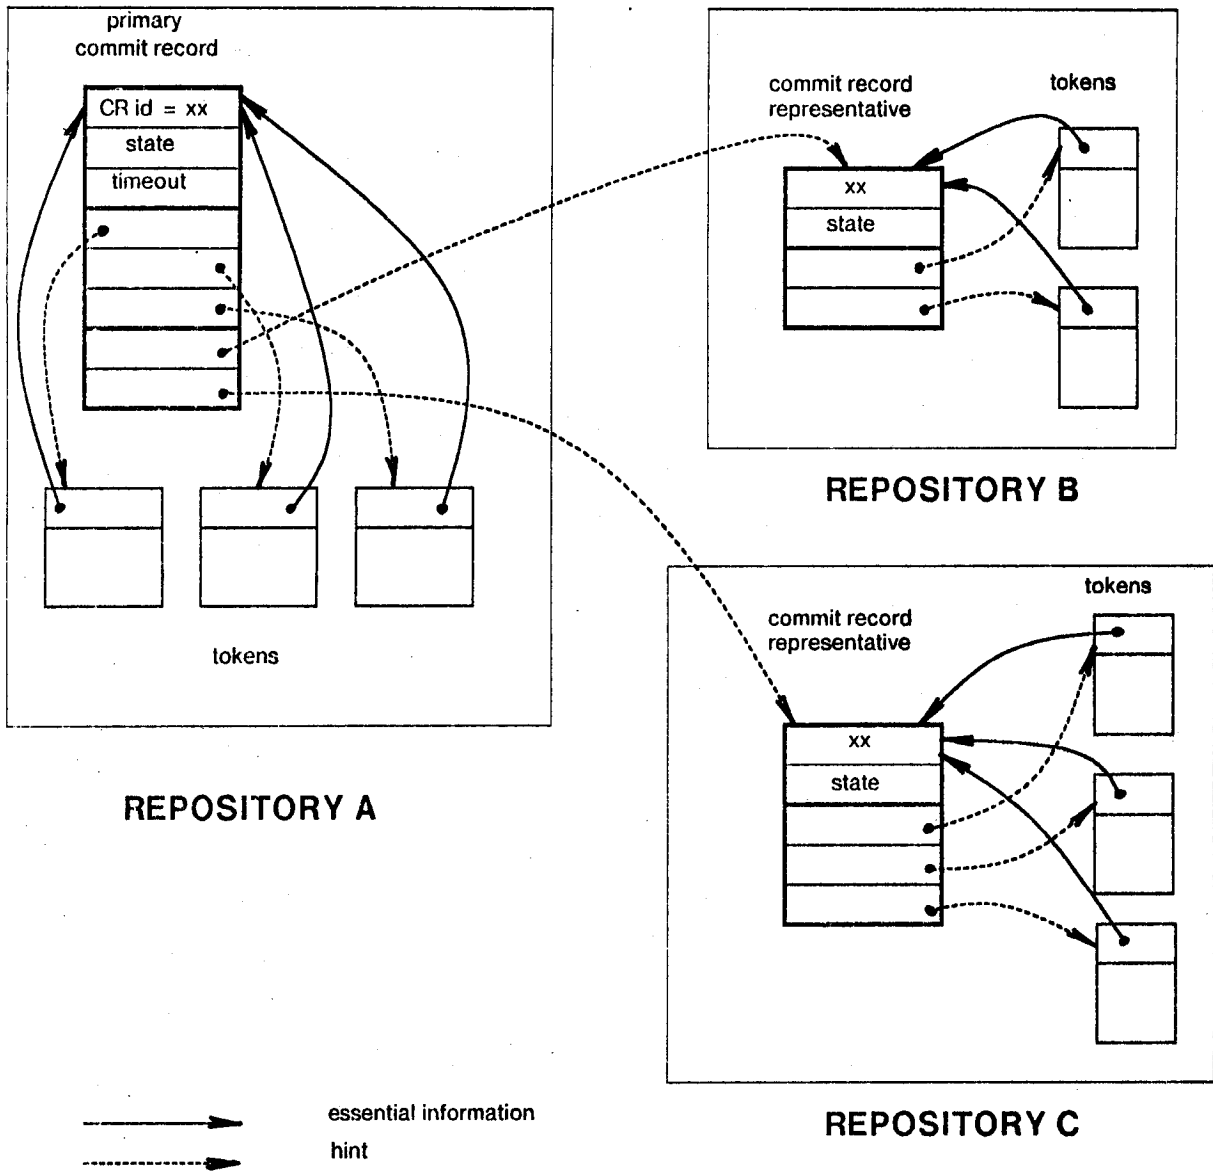 primary
commit record
CR id = xx
state
timeout
tokens
REPOSITORY A
commit record
representative
tokens
xx
state
REPOSITORY B
tokens
commit record
representative
xx
state
REPOSITORY C
essential information
hint